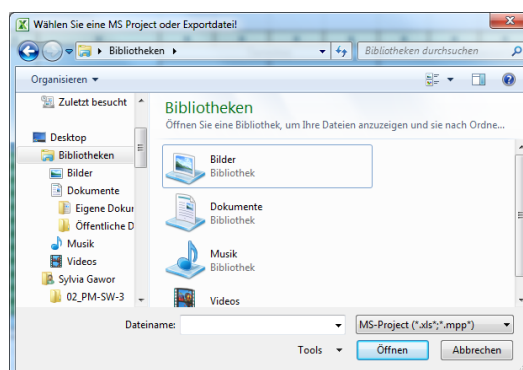 Wählen Sie eine MS Project oder Exportdatei!
Bibliotheken
Bibliotheken durchsuchen
Organisieren
Zuletzt besucht
Desktop
Bibliotheken
Bilder
Dokumente
Eigene Dokur
Öffentliche D
Musik
Videos
Sylvia Gawor
02_PM-SW-3
Bibliotheken
Öffnen Sie eine Bibliothek, um Ihre Dateien anzuzeigen und sie nach Ordne...
Bilder
Bibliothek
Dokumente
Bibliothek
Musik
Bibliothek
Videos
Dateiname:
MS-Project (*.xls*;*.mpp*)
Tools
Öffnen
Abbrechen